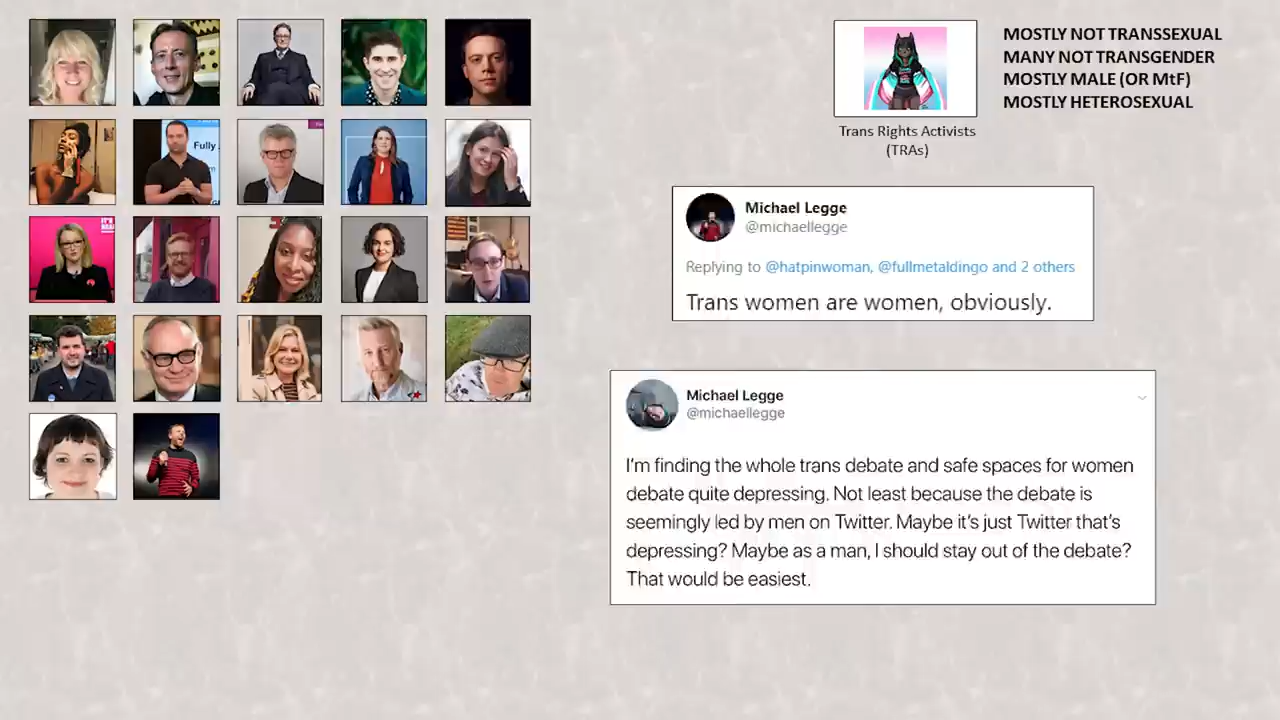 MOSTLY NOT TRANSSEXUAL
MANY NOT TRANSGENDER
MOSTLY MALE (OR MtF)
MOSTLY HETEROSEXUAL
Trans Rights Activists
(TRAs)
Fully
Michael Legge
@michaellegge
Replying to @hatpinwoman, @fullmetaldingo and 2 others
Trans women are women, obviously.
Michael Legge
@michaellegge
I'm finding the whole trans debate and safe spaces for women
debate quite depressing. Not least because the debate is
seemingly led by men on Twitter. Maybe it's just Twitter that's
depressing? Maybe as a man, I should stay out of the debate?
That would be easiest.